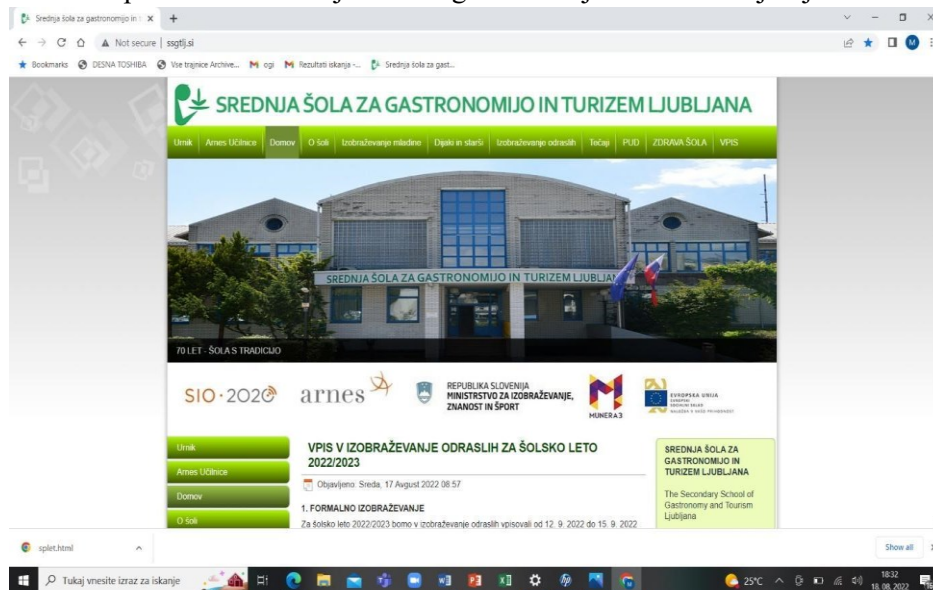 Srednja šola za gastronomijo in t
Not secure | ssgtlj.si
Bookmarks DESNA TOSHIBA Vse trajnice Archive... ogi Rezultati iskanja -... Srednja šola za gast...
SREDNJA ŠOLA ZA GASTRONOMIJO IN TURIZEM LJUBLJANA
Urnik Arnes Učilnice Domov O šoli Izobraževanje mladine Dijaki in starši Izobraževanje odraslih Tečaji PUD ZDRAVA ŠOLA VPIS
SREDNJA ŠOLA ZA GASTRONOMIJO IN TURIZEM LJUBLJANA
70 LET - ŠOLA S TRADICIJO
SIO·2020
arnes
REPUBLIKA SLOVENIJA
MINISTRSTVO ZA IZOBRAŽEVANJE,
ZNANOST IN ŠPORT
MUNERA3
EVROPSKA UNIJA
EVROPSKI
SOCIALNI SKLAD
NALOŽBA V VAŠO PRIHODNOST
Urnik
Arnes Učilnice
Domov
O šoli
VPIS V IZOBRAŽEVANJE ODRASLIH ZA ŠOLSKO LETO
2022/2023
Objavljeno: Sreda, 17 Avgust 2022 08:57
1. FORMALNO IZOBRAŽEVANJE
Za šolsko leto 2022/2023 bomo v izobraževanje odraslih vpisovali od 12. 9. 2022 do 15. 9. 2022
SREDNJA ŠOLA ZA
GASTRONOMIJO IN
TURIZEM LJUBLJANA
The Secondary School of
Gastronomy and Tourism
Ljubljana
splet.html
Show all
Tukaj vnesite izraz za iskanje
25°C
18:32
18. 08. 2022